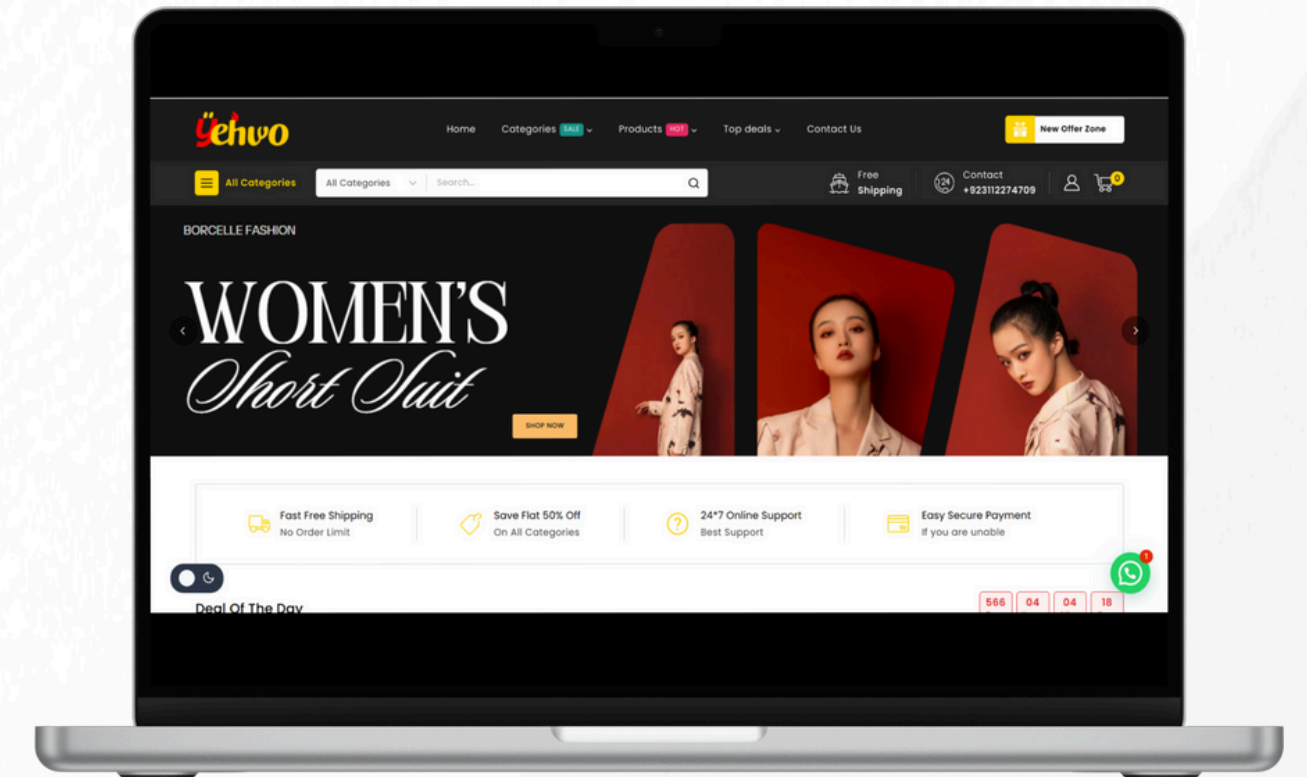 Ÿehwo
Home Categories SALE Products HOT Top deals Contact Us
New Offer Zone
All Categories
All Categories
Search...
Free
Shipping
24
Contact
+923112274709
0
BORCELLE FASHION
WOMEN'S
Short Suit
SHOP NOW
Fast Free Shipping
No Order Limit
Save Flat 50% Off
On All Categories
24*7 Online Support
Best Support
Easy Secure Payment
If you are unable
1
Deal Of The Day
566 04 04 18